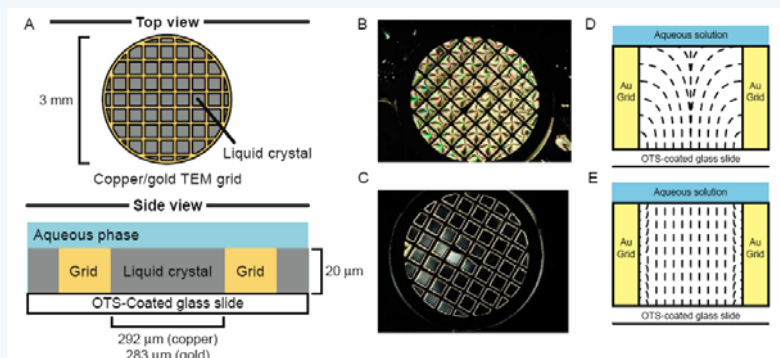 A
Top view
3 mm
Liquid crystal
Copper/gold TEM grid
Side view
Aqueous phase
Grid
Liquid crystal
Grid
20 µm
OTS-Coated glass slide
292 µm (copper)
283 µm (gold)
B
C
D
Aqueous solution
Au
Grid
Au
Grid
OTS-coated glass slide
E
Aqueous solution
Au
Grid
Au
Grid
OTS-coated glass slide